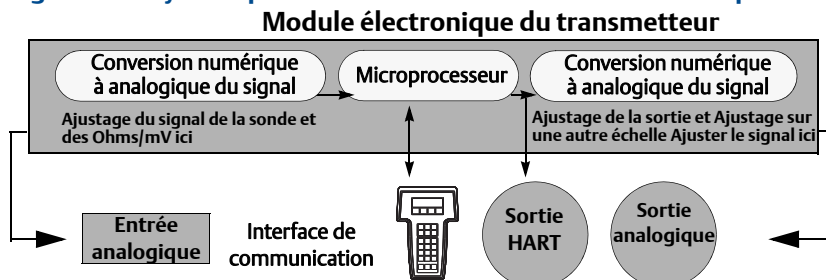 Module électronique du transmetteur
Conversion numérique
à analogique du signal
Microprocesseur
Conversion numérique
à analogique du signal
Ajustage du signal de la sonde et
des Ohms/mV ici
Ajustage de la sortie et Ajustage sur
une autre échelle Ajuster le signal ici
Entrée
analogique
Interface de
communication
Sortie
HART
Sortie
analogique